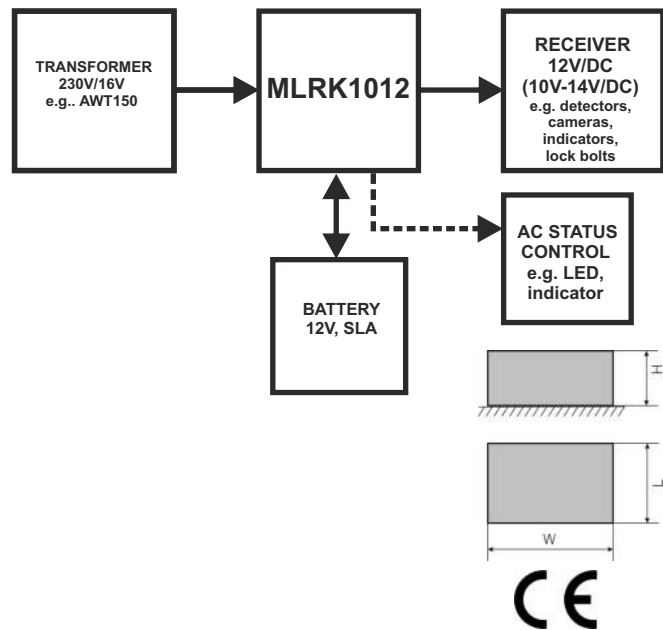 TRANSFORMER
230V/16V
e.g.. AWT150
MLRK1012
RECEIVER
12V/DC
(10V-14V/DC)
e.g. detectors,
cameras,
indicators,
lock bolts
AC STATUS
CONTROL
e.g. LED,
indicator
BATTERY
12V, SLA
H
L
W
CE